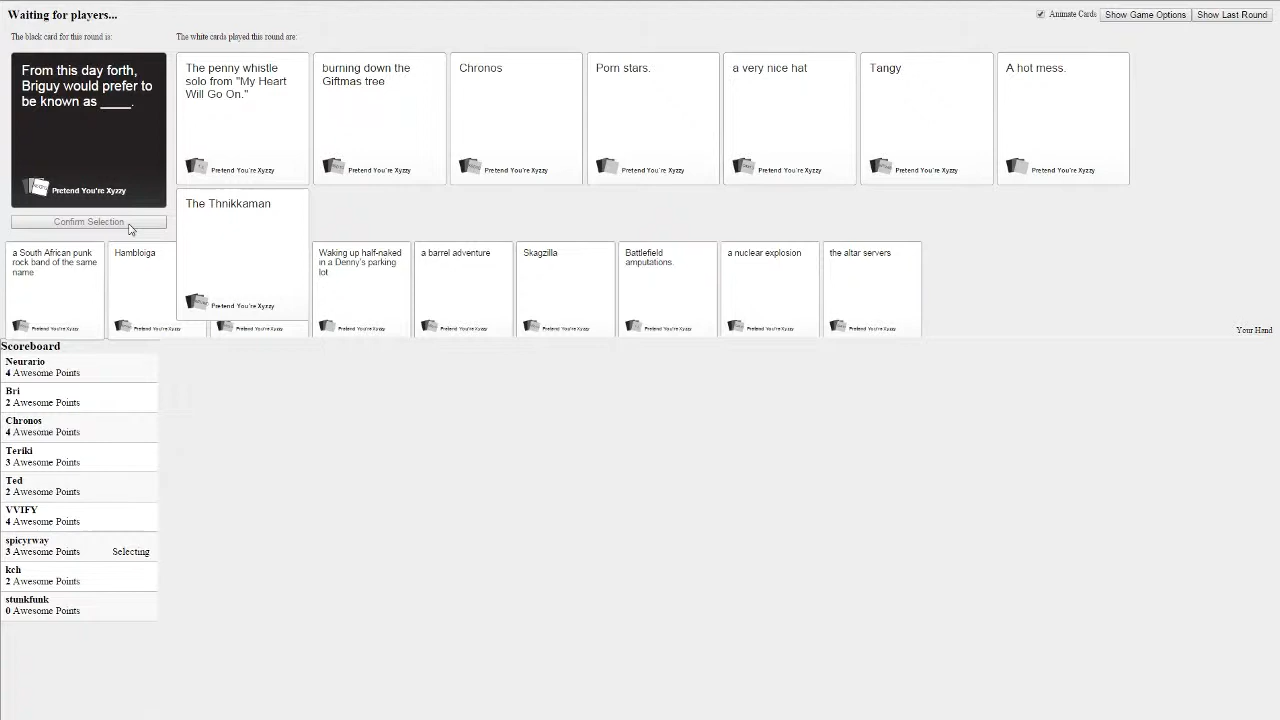 Waiting for players...
Animate Cards
Show Game Options
Show Last Round
The black card for this round is:
The white cards played this round are:
From this day forth,
Briguy would prefer to
be known as ____.
Pretend You're Xyzzy
Confirm Selection
The penny whistle
solo from "My Heart
Will Go On."
Pretend You're Xyzzy
burning down the
Giftmas tree
Pretend You're Xyzzy
Chronos
Pretend You're Xyzzy
Porn stars.
Pretend You're Xyzzy
a very nice hat
Pretend You're Xyzzy
Tangy
Pretend You're Xyzzy
A hot mess.
Pretend You're Xyzzy
The Thnikkaman
Pretend You're Xyzzy
a South African punk
rock band of the same
name
Pretend You're Xyzzy
Hambloiga
Pretend You're Xyzzy
Pretend You're Xyzzy
Waking up half-naked
in a Denny's parking
lot
Pretend You're Xyzzy
a barrel adventure
Pretend You're Xyzzy
Skagzilla
Pretend You're Xyzzy
Battlefield
amputations.
Pretend You're Xyzzy
a nuclear explosion
Pretend You're Xyzzy
the altar servers
Pretend You're Xyzzy
Your Hand
Scoreboard
Neurario
4 Awesome Points
Bri
2 Awesome Points
Chronos
4 Awesome Points
Teriki
3 Awesome Points
Ted
2 Awesome Points
VVIFY
4 Awesome Points
spicyrway
3 Awesome Points Selecting
kch
2 Awesome Points
stunkfunk
0 Awesome Points